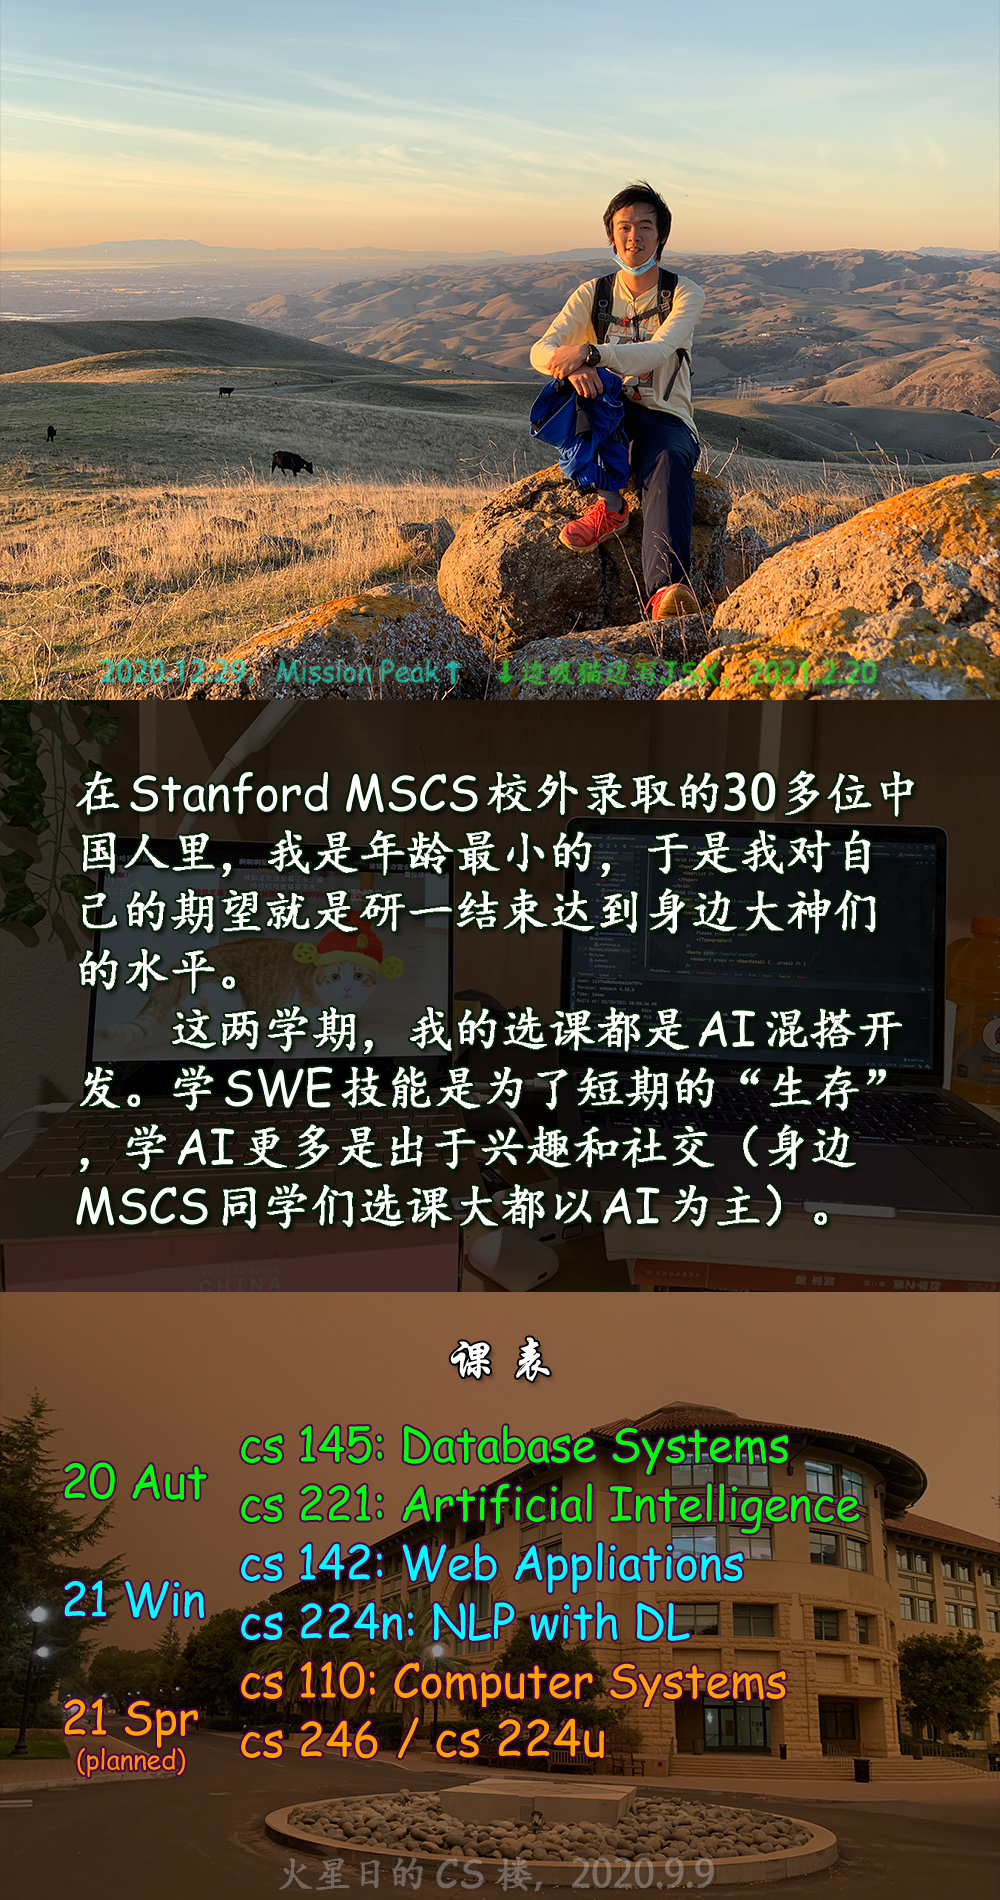 2020.12.29, Mission Peak↑ ↓边吸猫边写JSX, 2021.2.20
在Stanford MSCS校外录取的30多位中
国人里，我是年龄最小的，于是我对自
己的期望就是研一结束达到身边大神们
的水平。
这两学期，我的选课都是AI混搭开
发。学SWE技能是为了短期的“生存”
，学AI更多是出于兴趣和社交（身边
MSCS同学们选课大都以AI为主）。
CHINA
课 表
20 Aut
cs 145: Database Systems
cs 221: Artificial Intelligence
21 Win
cs 142: Web Appliations
cs 224n: NLP with DL
21 Spr
(planned)
cs 110: Computer Systems
cs 246 / cs 224u
火星日的CS楼, 2020.9.9